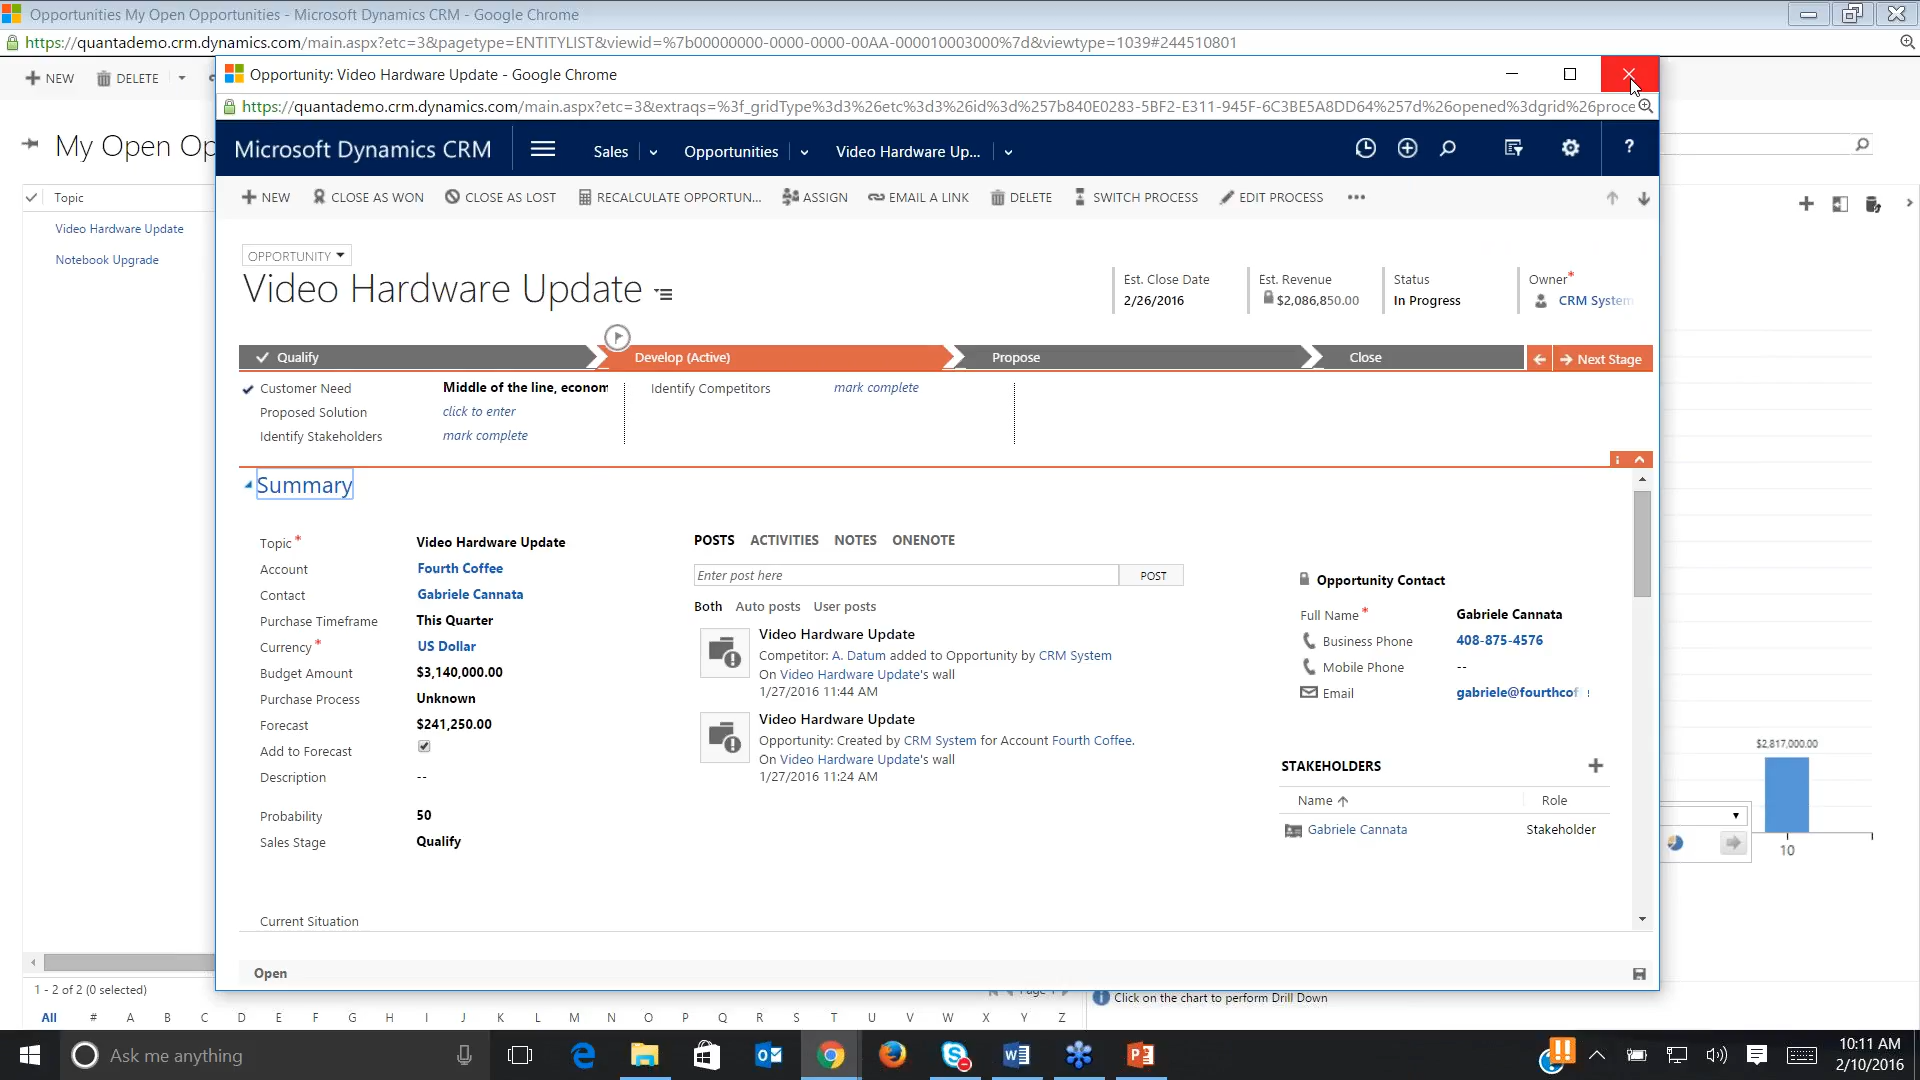 Opportunities My Open Opportunities - Microsoft Dynamics CRM - Google Chrome
https://quantademo.crm.dynamics.com/main.aspx?etc=3&pagetype=ENTITYLIST&viewid=%7b00000000-0000-0000-00AA-000010003000%7d&viewtype=1039#244510801
NEW DELETE
Opportunity: Video Hardware Update - Google Chrome
https://quantademo.crm.dynamics.com/main.aspx?etc=3&extraqs=%3f_gridType%3d3%26etc%3d3%26id%3d%257b840E0283-5BF2-E311-945F-6C3BE5A8DD64%257d%26opened%3dgrid%26proce
My Open Op
Topic
Video Hardware Update
Notebook Upgrade
Microsoft Dynamics CRM Sales Opportunities Video Hardware Up... ?
NEW CLOSE AS WON CLOSE AS LOST RECALCULATE OPPORTUN... ASSIGN EMAIL A LINK DELETE SWITCH PROCESS EDIT PROCESS
OPPORTUNITY
Video Hardware Update
Est. Close Date
2/26/2016
Est. Revenue
$2,086,850.00
Status
In Progress
Owner*
CRM System
Qualify Develop (Active) Propose Close Next Stage
Customer Need Middle of the line, econom
Proposed Solution click to enter
Identify Stakeholders mark complete
Identify Competitors mark complete
Summary
Topic* Video Hardware Update
Account Fourth Coffee
Contact Gabriele Cannata
Purchase Timeframe This Quarter
Currency* US Dollar
Budget Amount $3,140,000.00
Purchase Process Unknown
Forecast $241,250.00
Add to Forecast
Description --
Probability 50
Sales Stage Qualify
Current Situation
POSTS ACTIVITIES NOTES ONENOTE
Enter post here POST
Both Auto posts User posts
Video Hardware Update
Competitor: A. Datum added to Opportunity by CRM System
On Video Hardware Update's wall
1/27/2016 11:44 AM
Video Hardware Update
Opportunity: Created by CRM System for Account Fourth Coffee.
On Video Hardware Update's wall
1/27/2016 11:24 AM
Opportunity Contact
Full Name* Gabriele Cannata
Business Phone 408-875-4576
Mobile Phone --
Email gabriele@fourthcof
STAKEHOLDERS
Name Role
Gabriele Cannata Stakeholder
Open
$2,817,000.00
10
1 - 2 of 2 (0 selected)
Click on the chart to perform Drill Down
All # A B C D E F G H I J K L M N O P Q R S T U V W X Y Z
Ask me anything
10:11 AM
2/10/2016